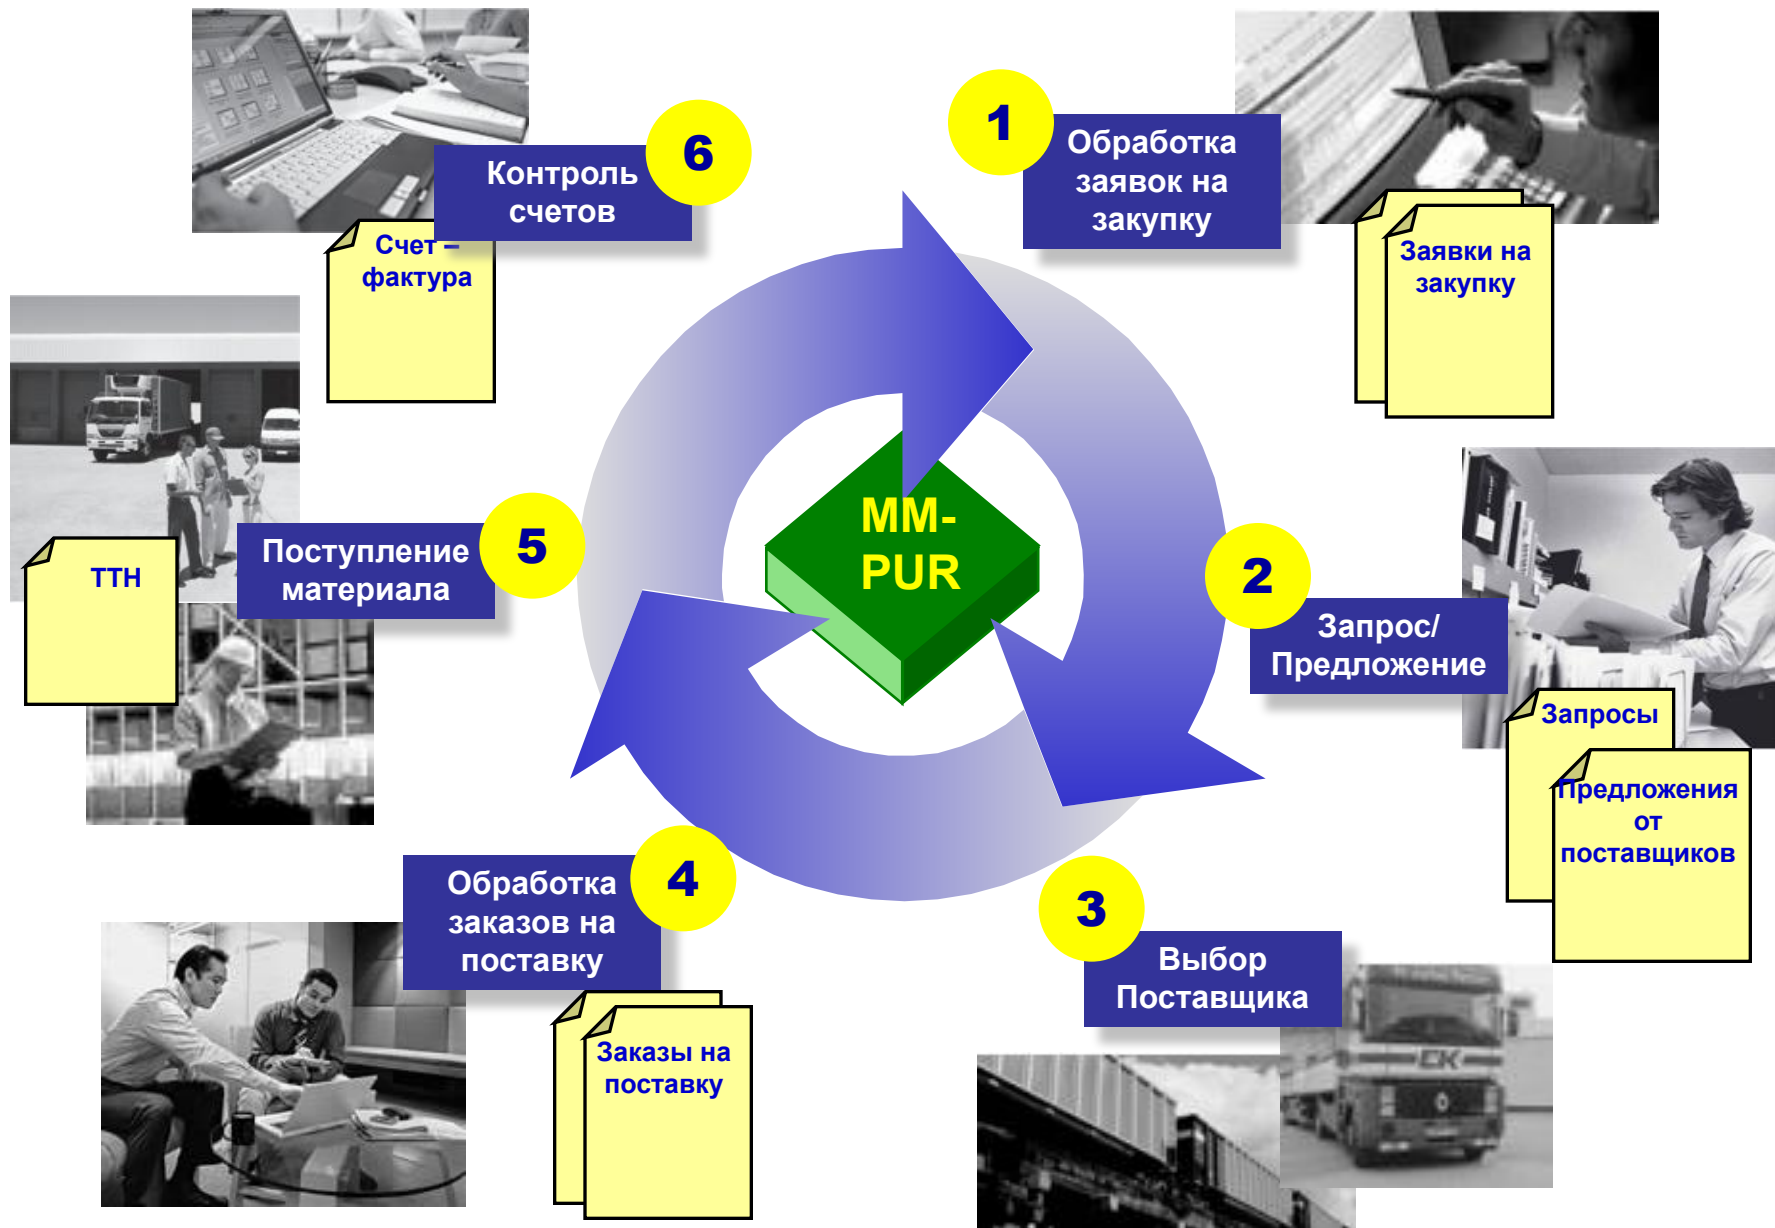 1
Обработка
заявок на
закупку
Заявки на
закупку
2
Запрос/
Предложение
Запросы
Предложения
от
поставщиков
3
Выбор
Поставщика
СК
4
Обработка
заказов на
поставку
Заказы на
поставку
5
Поступление
материала
ТТН
6
Контроль
счетов
Счет –
фактура
MM-
PUR